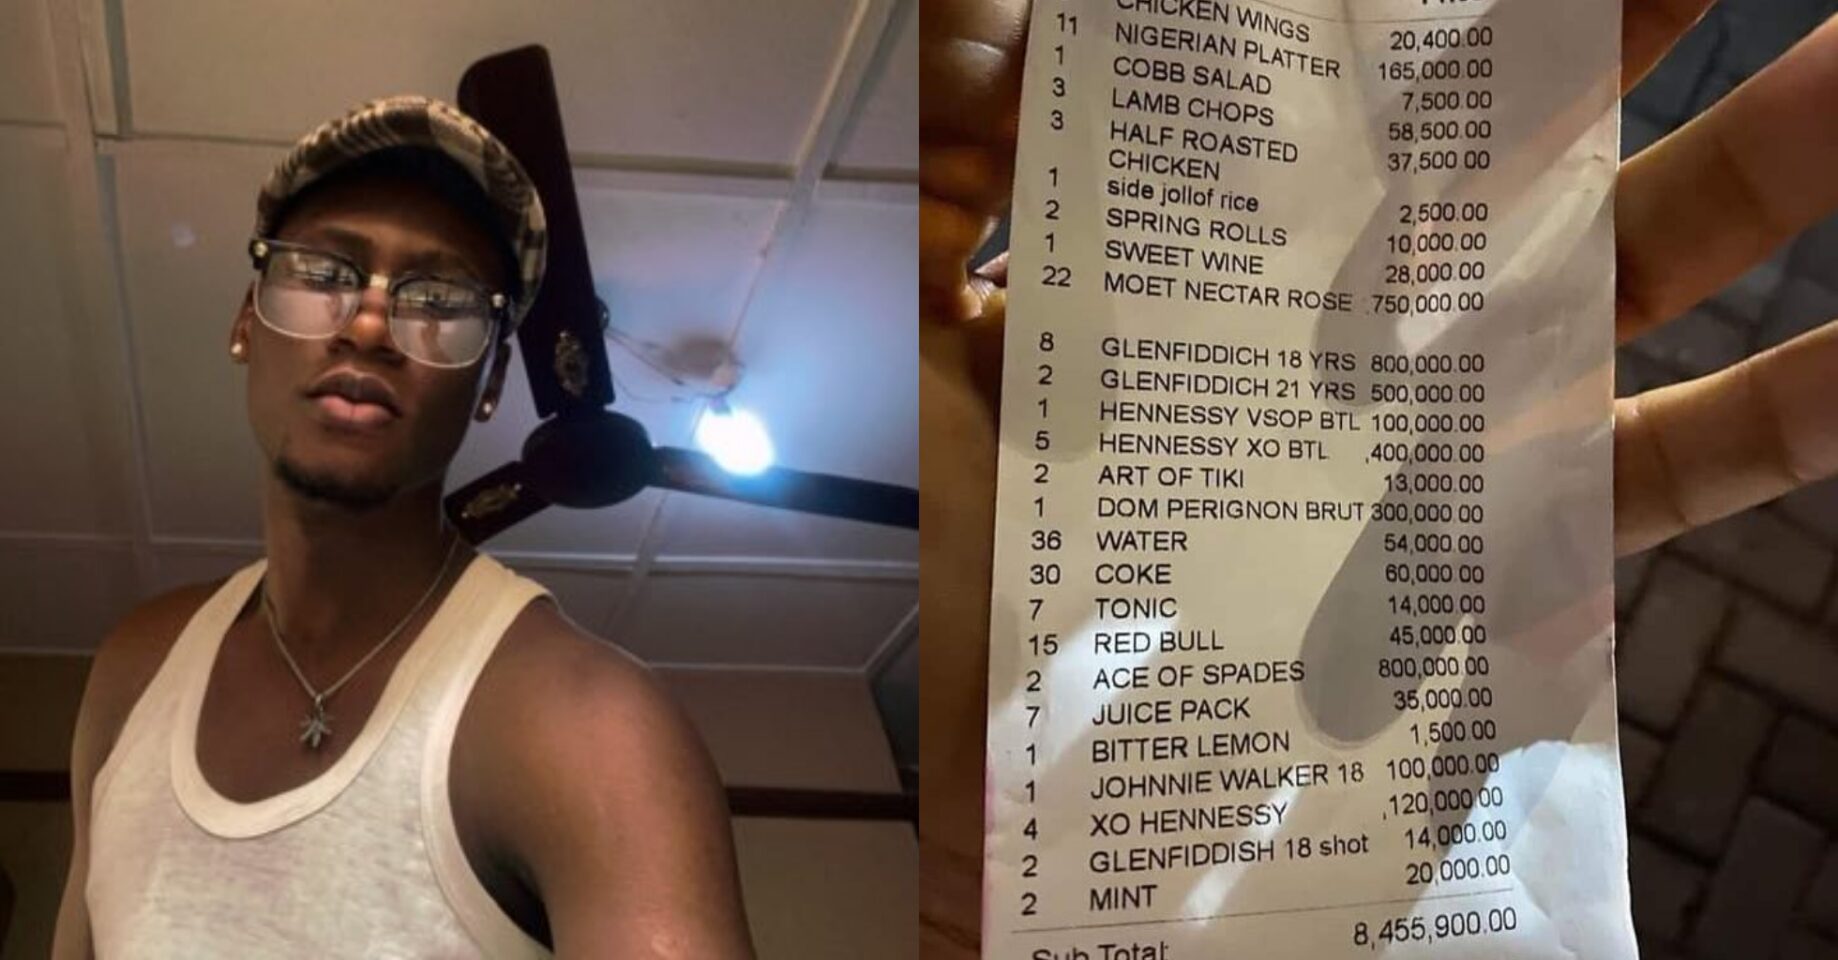 CHICKEN WINGS 20,400.00
11 NIGERIAN PLATTER 165,000.00
1 COBB SALAD 7,500.00
3 LAMB CHOPS 58,500.00
3 HALF ROASTED 37,500 00
CHICKEN
1 side jollof rice 2,500.00
2 SPRING ROLLS 10,000.00
1 SWEET WINE 28,000.00
22 MOET NECTAR ROSE 750,000.00
8 GLENFIDDICH 18 YRS 800,000.00
2 GLENFIDDICH 21 YRS 500,000.00
1 HENNESSY VSOP BTL 100,000.00
5 HENNESSY XO BTL ,400,000.00
2 ART OF TIKI 13,000.00
1 DOM PERIGNON BRUT 300,000.00
36 WATER 54,000.00
30 COKE 60,000.00
7 TONIC 14,000.00
15 RED BULL 45,000.00
2 ACE OF SPADES 800,000.00
7 JUICE PACK 35,000.00
1 BITTER LEMON 1,500.00
1 JOHNNIE WALKER 18 100,000.00
4 XO HENNESSY ,120,000.00
2 GLENFIDDISH 18 shot 14,000.00
2 MINT 20,000.00
Sub Total: 8,455,900.00